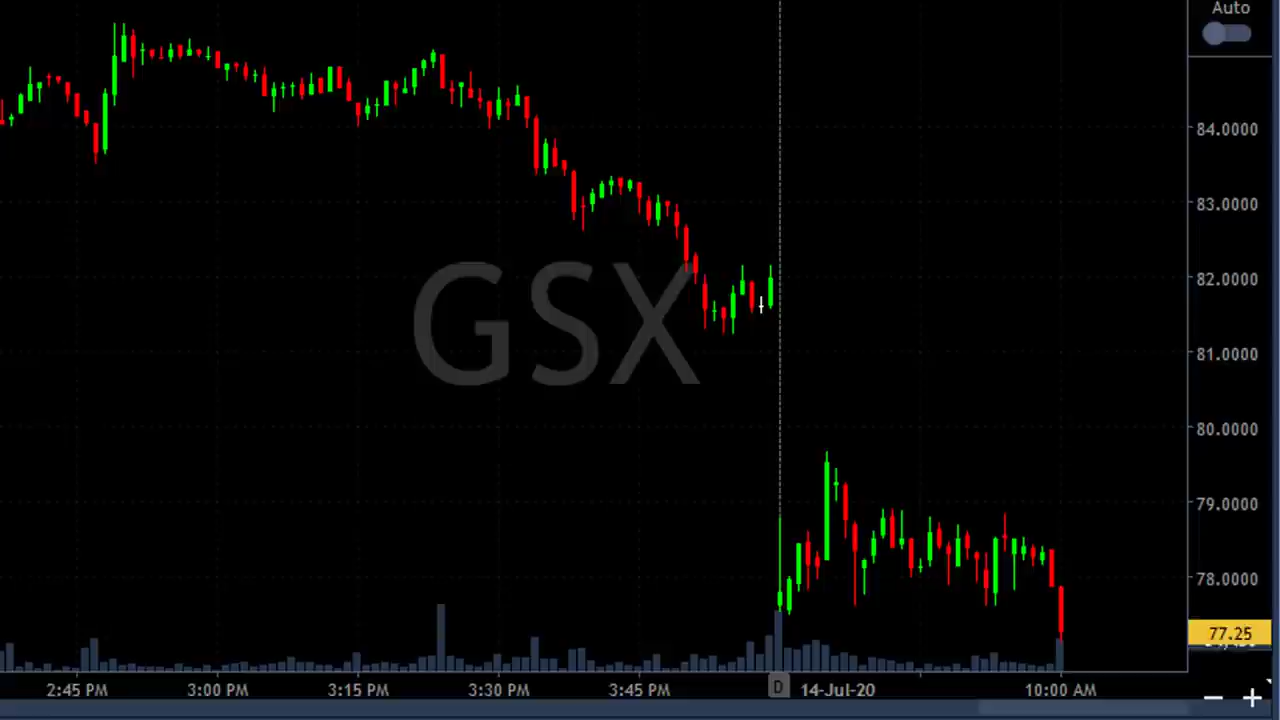 Auto
84.0000
83.0000
82.0000
GSX
81.0000
80.0000
79.0000
78.0000
77.25
2:45 PM 3:00 PM 3:15 PM 3:30 PM 3:45 PM D 14-Jul-20 10:00 AM